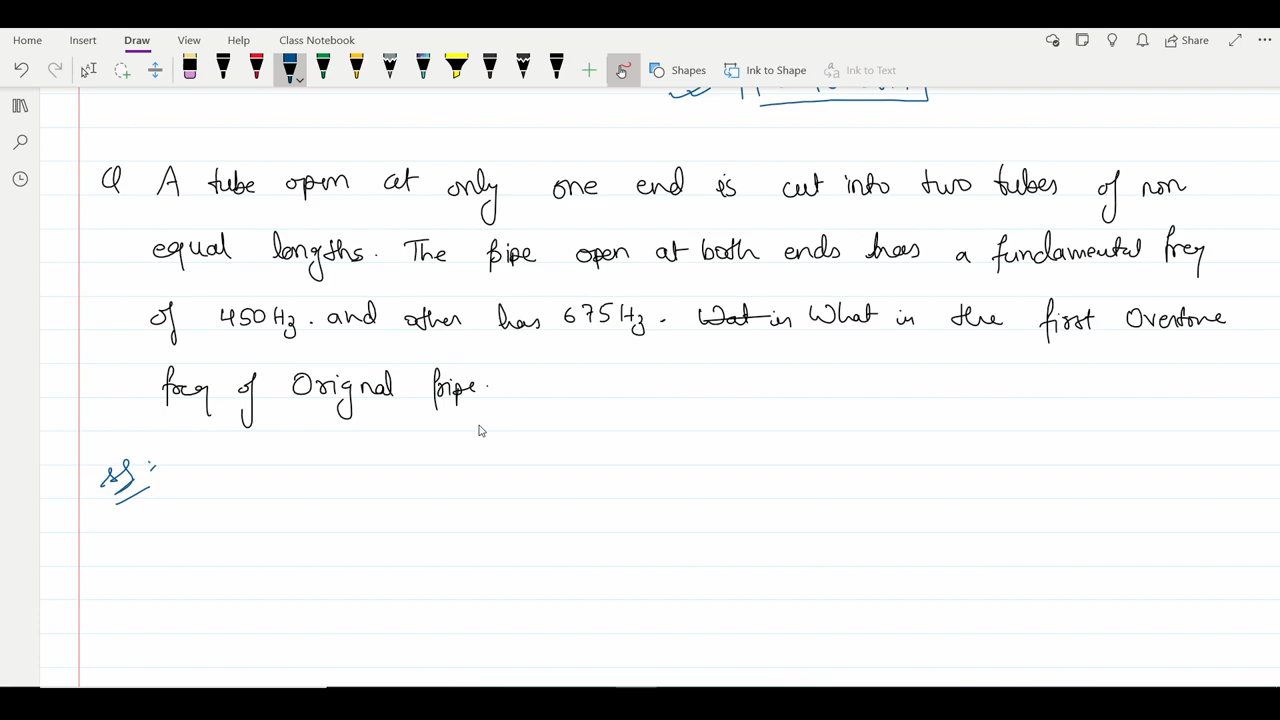 Home Insert Draw View Help Class Notebook Share
Shapes Ink to Shape Ink to Text
Q A tube open at only one end is cut into two tubes of non
equal lengths. The pipe open at both ends has a fundamental freq
of 450Hz. and other has 675Hz. Wat is What is the first Overtone
freq of Orignal pipe.
sol: